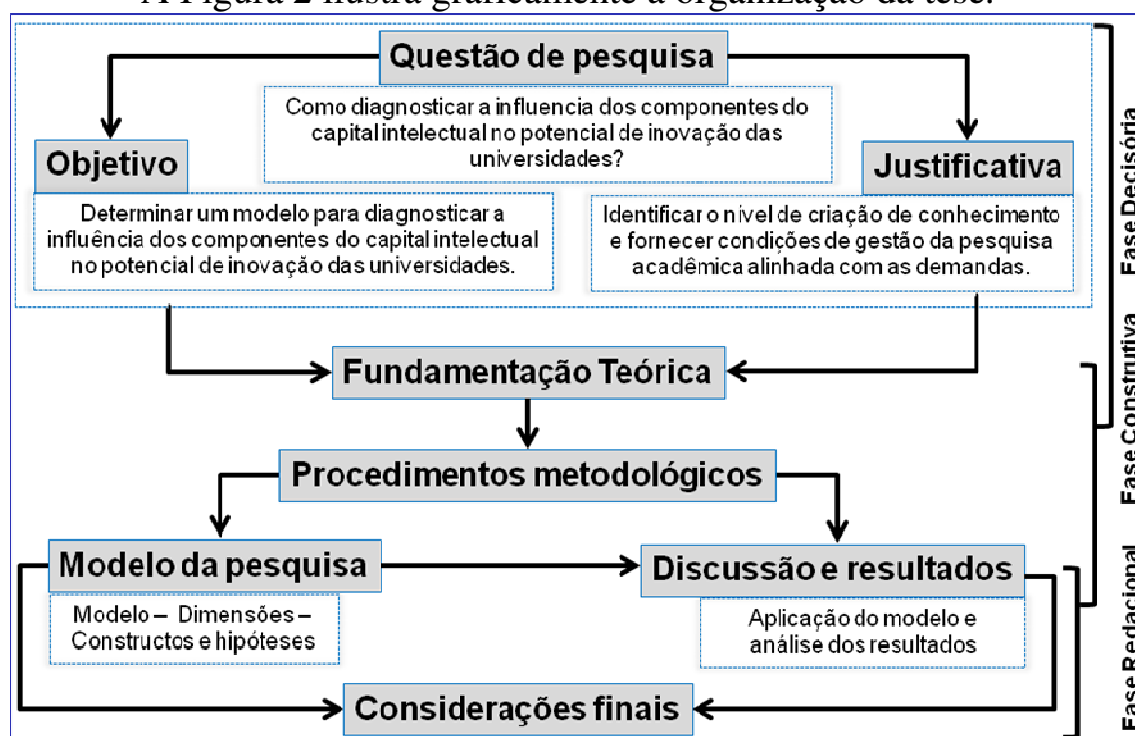 A Figura 2 ilustra graficamente a organização da tese.
Questão de pesquisa
Como diagnosticar a influencia dos componentes do
capital intelectual no potencial de inovação das
universidades?
Objetivo
Determinar um modelo para diagnosticar a
influência dos componentes do capital intelectual
no potencial de inovação das universidades.
Justificativa
Identificar o nível de criação de conhecimento
e fornecer condições de gestão da pesquisa
acadêmica alinhada com as demandas.
Fundamentação Teórica
Procedimentos metodológicos
Modelo da pesquisa
Modelo – Dimensões –
Constructos e hipóteses
Discussão e resultados
Aplicação do modelo e
análise dos resultados
Considerações finais
Fase Decisória
Fase Construtiva
Fase Redacional